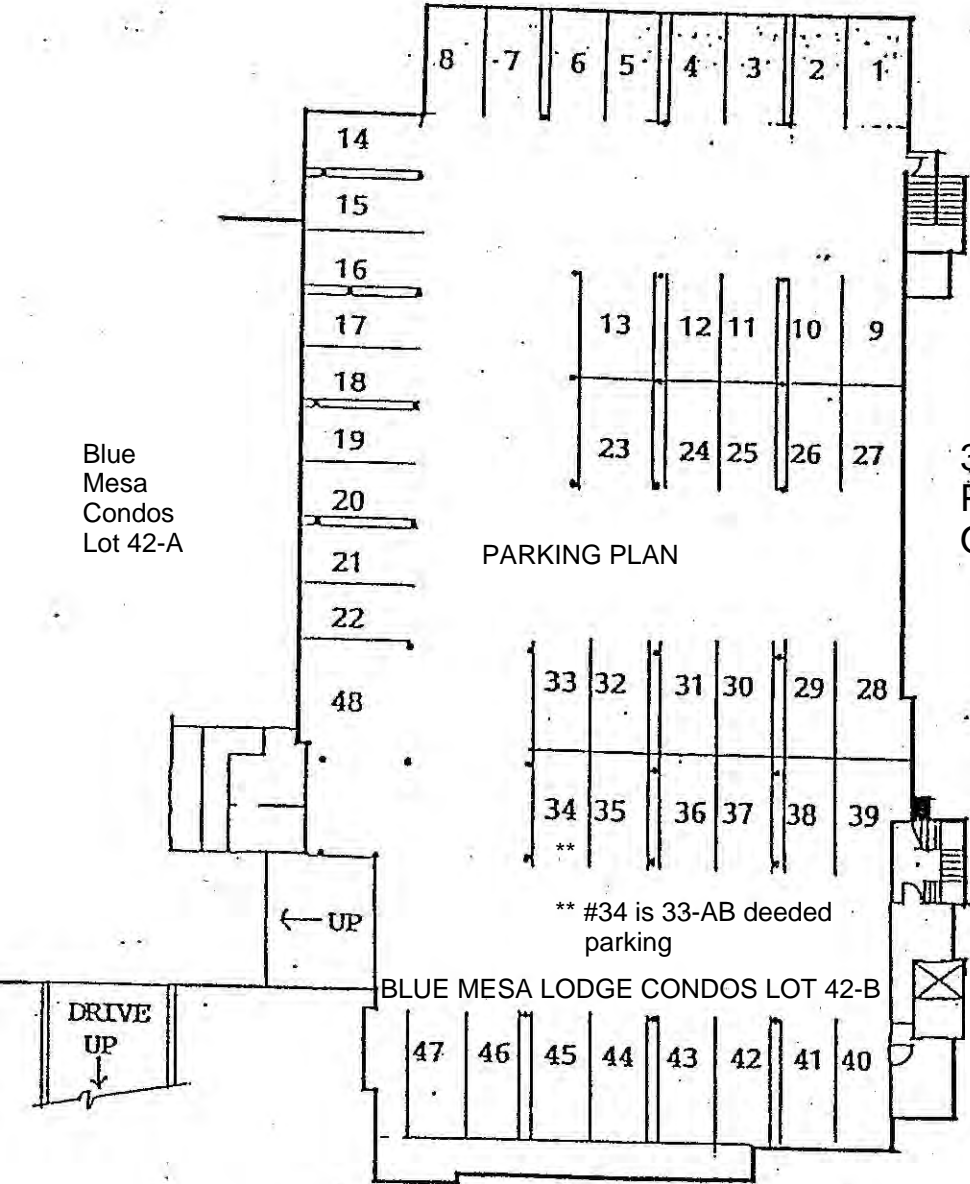 8 7 6 5 4 3 2 1
14
15
16
17
13 12 11 10 9
18
19
23 24 25 26 27
Blue
Mesa
Condos
Lot 42-A
20
21
PARKING PLAN
22
48
33 32 31 30 29 28
34 35 36 37 38 39
**
← UP
** #34 is 33-AB deeded
parking
BLUE MESA LODGE CONDOS LOT 42-B
DRIVE
UP
47 46 45 44 43 42 41 40